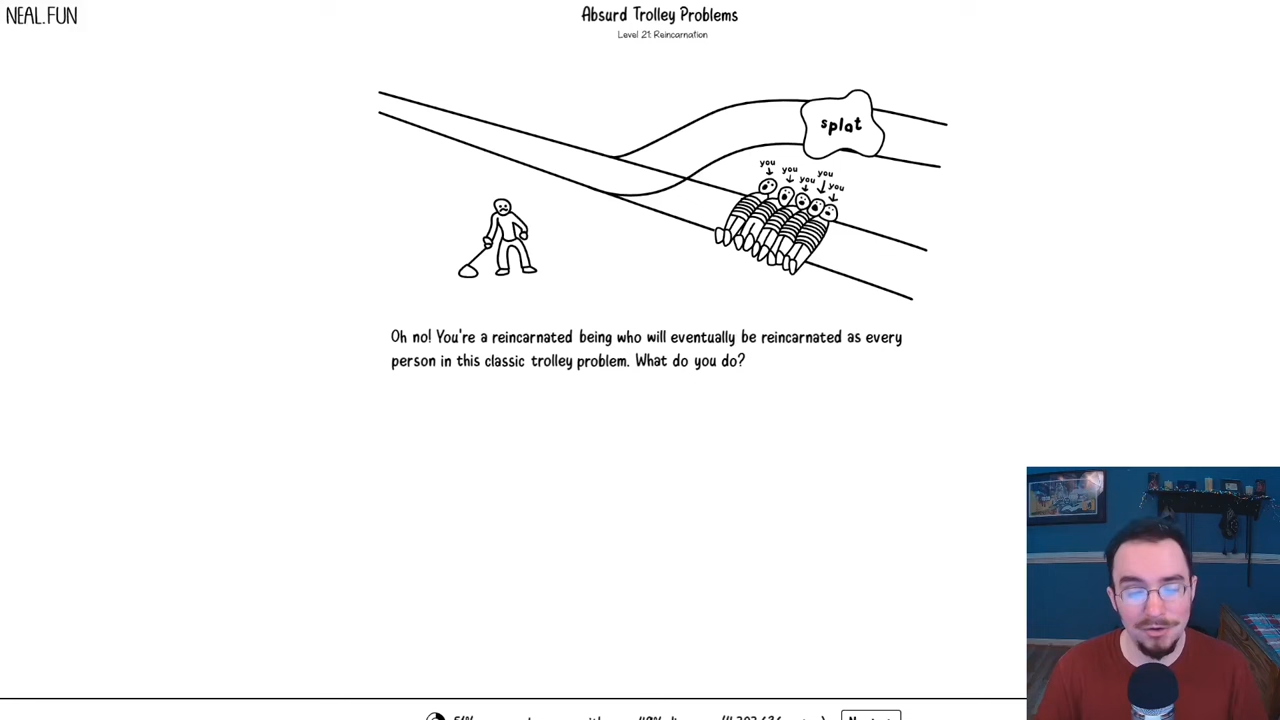 NEAL.FUN
Absurd Trolley Problems
Level 21: Reincarnation
splat
you
you
you
you
you
Oh no! You're a reincarnated being who will eventually be reincarnated as every
person in this classic trolley problem. What do you do?